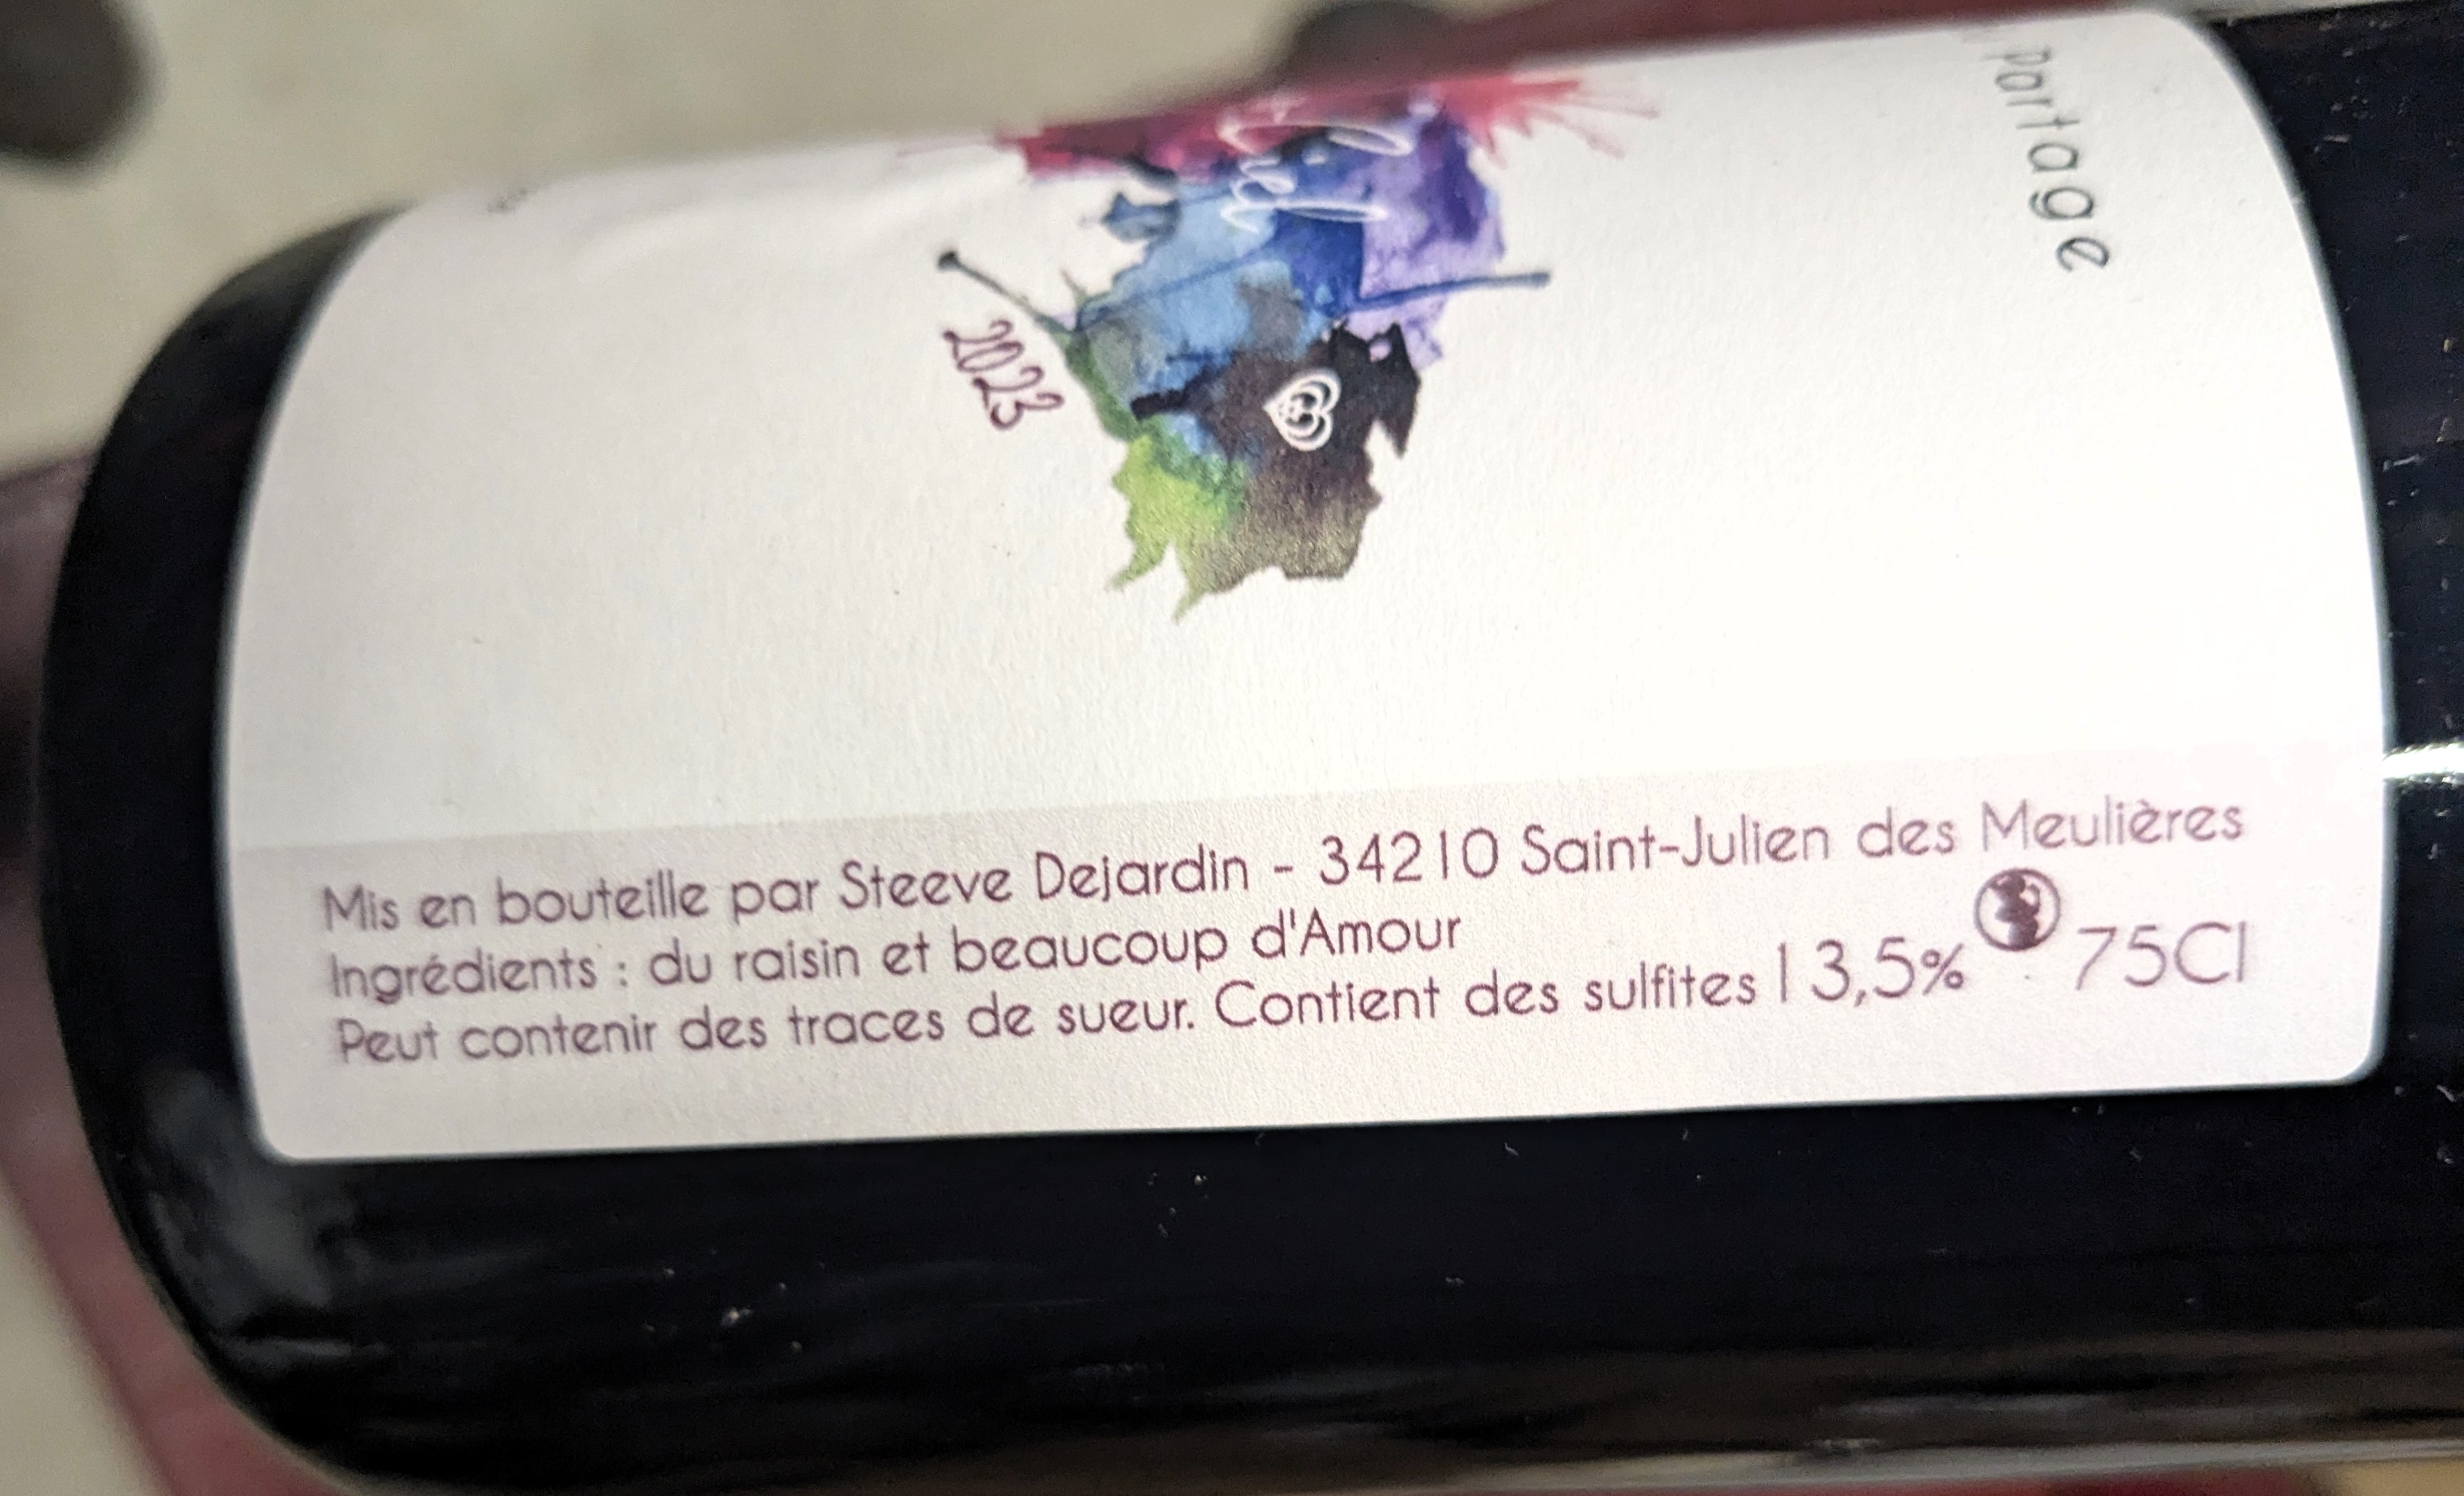 partage
2023
Mis en bouteille par Steeve Dejardin - 34210 Saint-Julien des Meulières
Ingrédients : du raisin et beaucoup d'Amour
Peut contenir des traces de sueur. Contient des sulfites 13,5% 75Cl